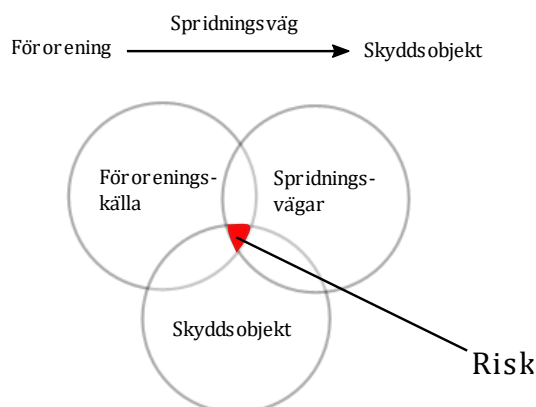 Spridningsväg
Förorening
Skyddsobjekt
Förorenings-
källa
Spridnings-
vägar
Skyddsobjekt
Risk